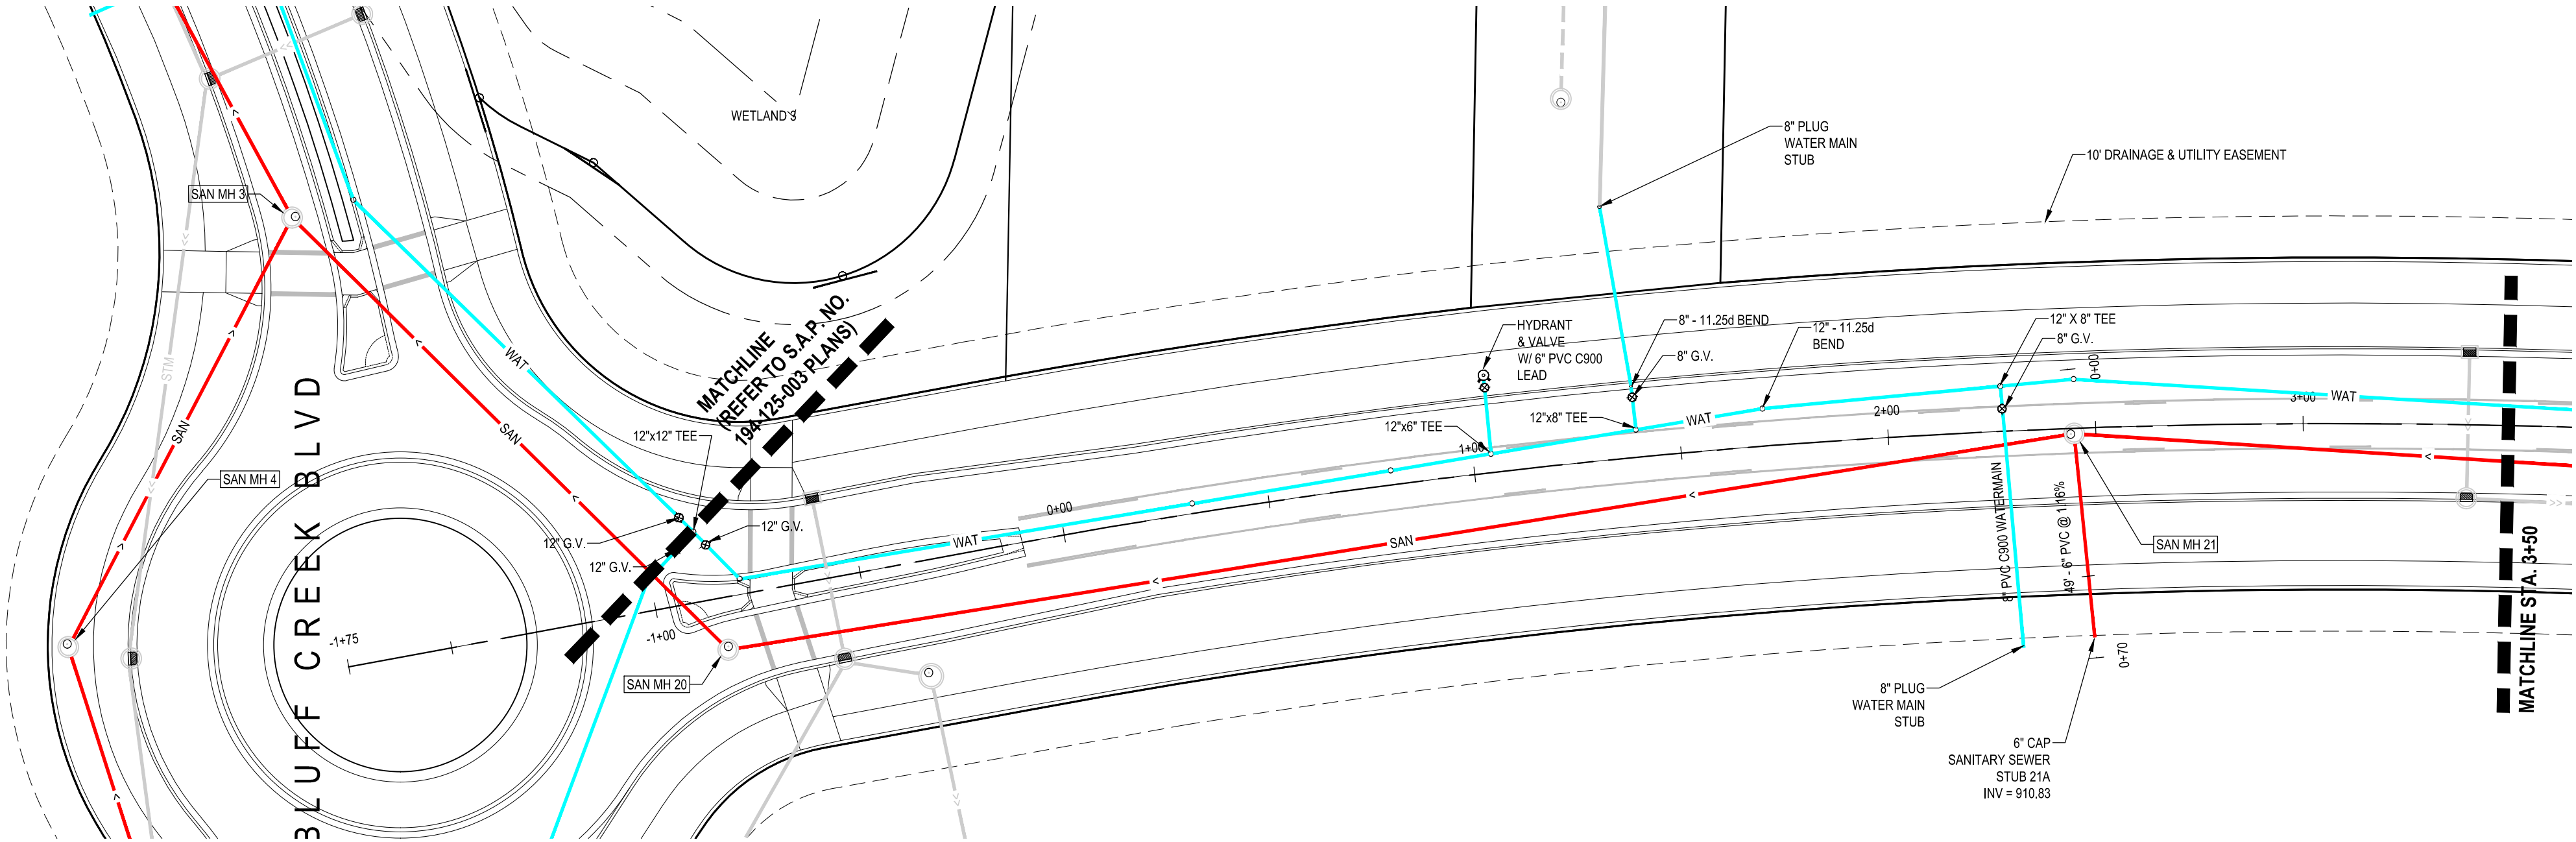 WETLAND 3
SAN MH 3
SAN MH 4
STM
SAN
SAN
WAT
BLUFF CREEK BLVD
MATCHLINE
(REFER TO S.A.P. NO.
194-125-003 PLANS)
12"x12" TEE
12" G.V.
12" G.V.
12" G.V.
-1+75
-1+00
SAN MH 20
WAT
0+00
SAN
HYDRANT
& VALVE
W/ 6" PVC C900
LEAD
12"x6" TEE
1+00
8" PLUG
WATER MAIN
STUB
8" - 11.25d BEND
8" G.V.
12"x8" TEE
WAT
12" - 11.25d
BEND
2+00
10' DRAINAGE & UTILITY EASEMENT
12" X 8" TEE
8" G.V.
0+00
3+00
WAT
8" PVC C900 WATERMAIN
49' - 6" PVC @ 1.16%
SAN MH 21
0+70
8" PLUG
WATER MAIN
STUB
6" CAP
SANITARY SEWER
STUB 21A
INV = 910.83
MATCHLINE STA. 3+50